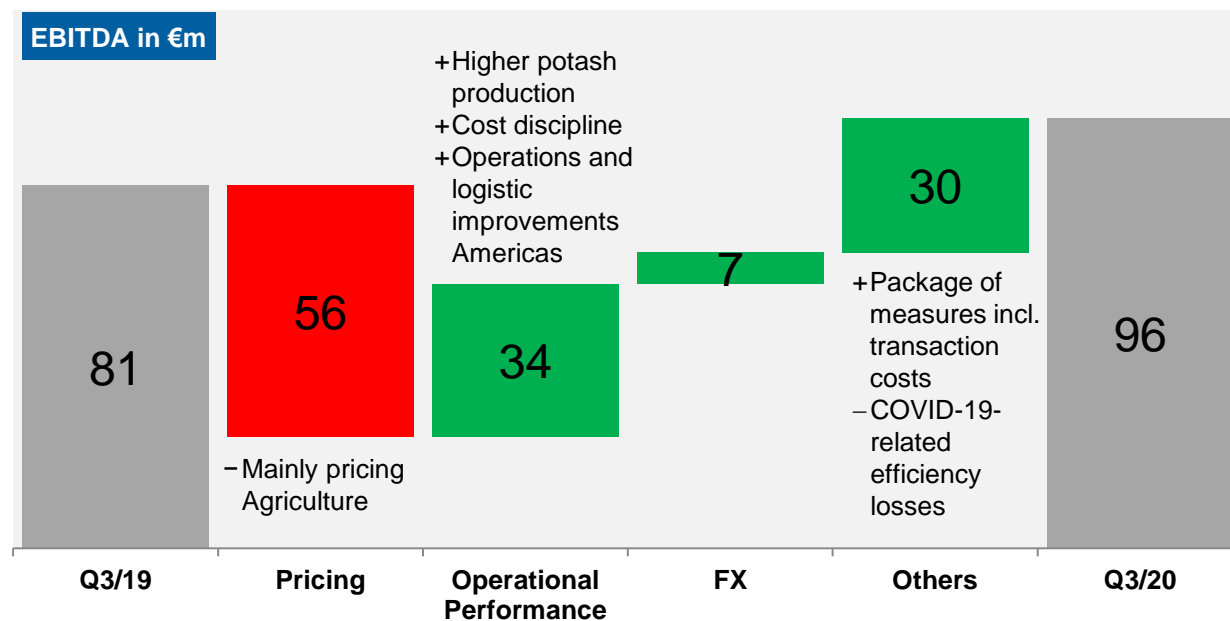 EBITDA in €m
+Higher potash
production
+Cost discipline
+Operations and
logistic
improvements
Americas
81
56
34
7
30
96
−Mainly pricing
Agriculture
+Package of
measures incl.
transaction
costs
−COVID-19-
related
efficiency
losses
Q3/19
Pricing
Operational
Performance
FX
Others
Q3/20